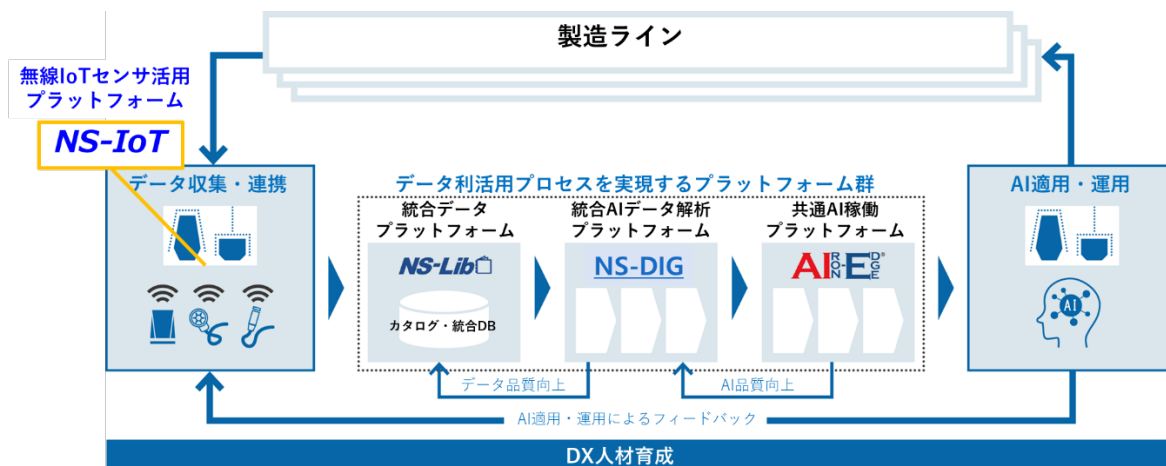 製造ライン
無線IoTセンサ活用
プラットフォーム
NS-IoT
データ収集・連携
データ利活用プロセスを実現するプラットフォーム群
AI適用・運用
統合データ
プラットフォーム
統合AIデータ解析
プラットフォーム
共通AI稼働
プラットフォーム
NS-Lib
NS-DIG
AIRON-EDGE®
カタログ・統合DB
AI
データ品質向上
AI品質向上
AI適用・運用によるフィードバック
DX人材育成